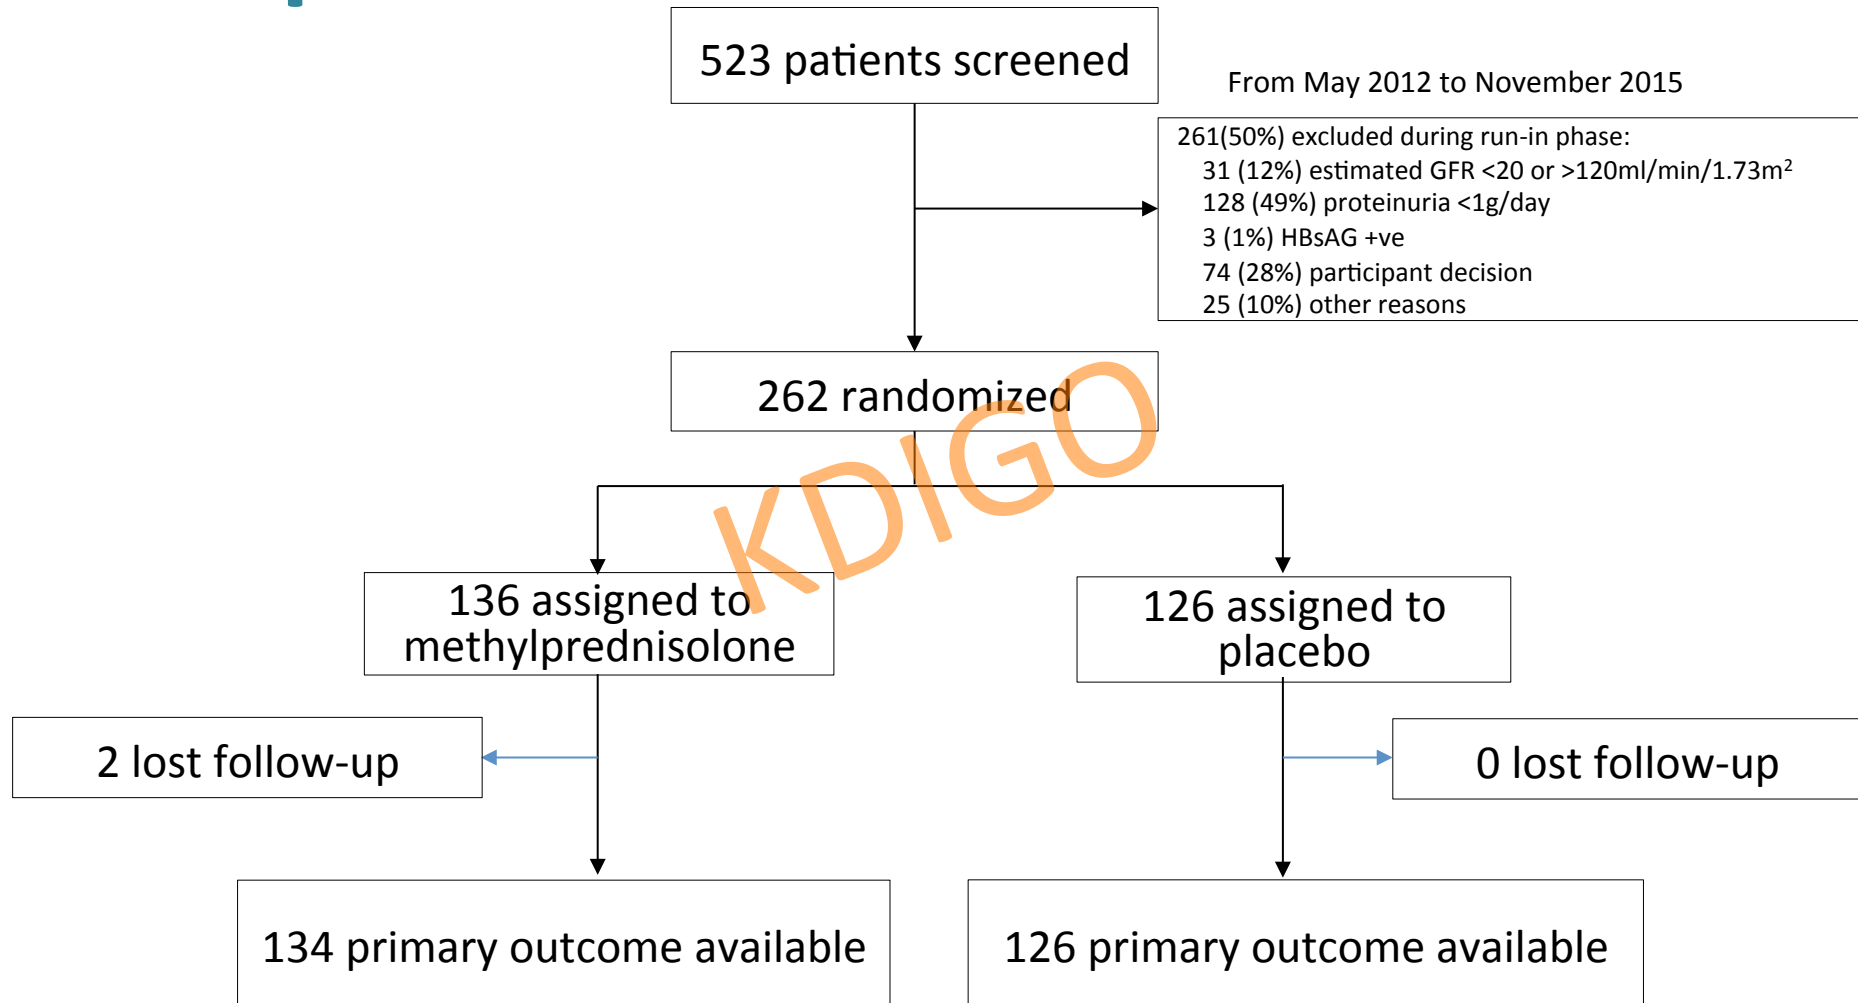 523 patients screened
From May 2012 to November 2015
261(50%) excluded during run-in phase:
31 (12%) estimated GFR <20 or >120ml/min/1.73m²
128 (49%) proteinuria <1g/day
3 (1%) HBsAG +ve
74 (28%) participant decision
25 (10%) other reasons
262 randomized
KDIGO
136 assigned to
methylprednisolone
126 assigned to
placebo
2 lost follow-up
0 lost follow-up
134 primary outcome available
126 primary outcome available